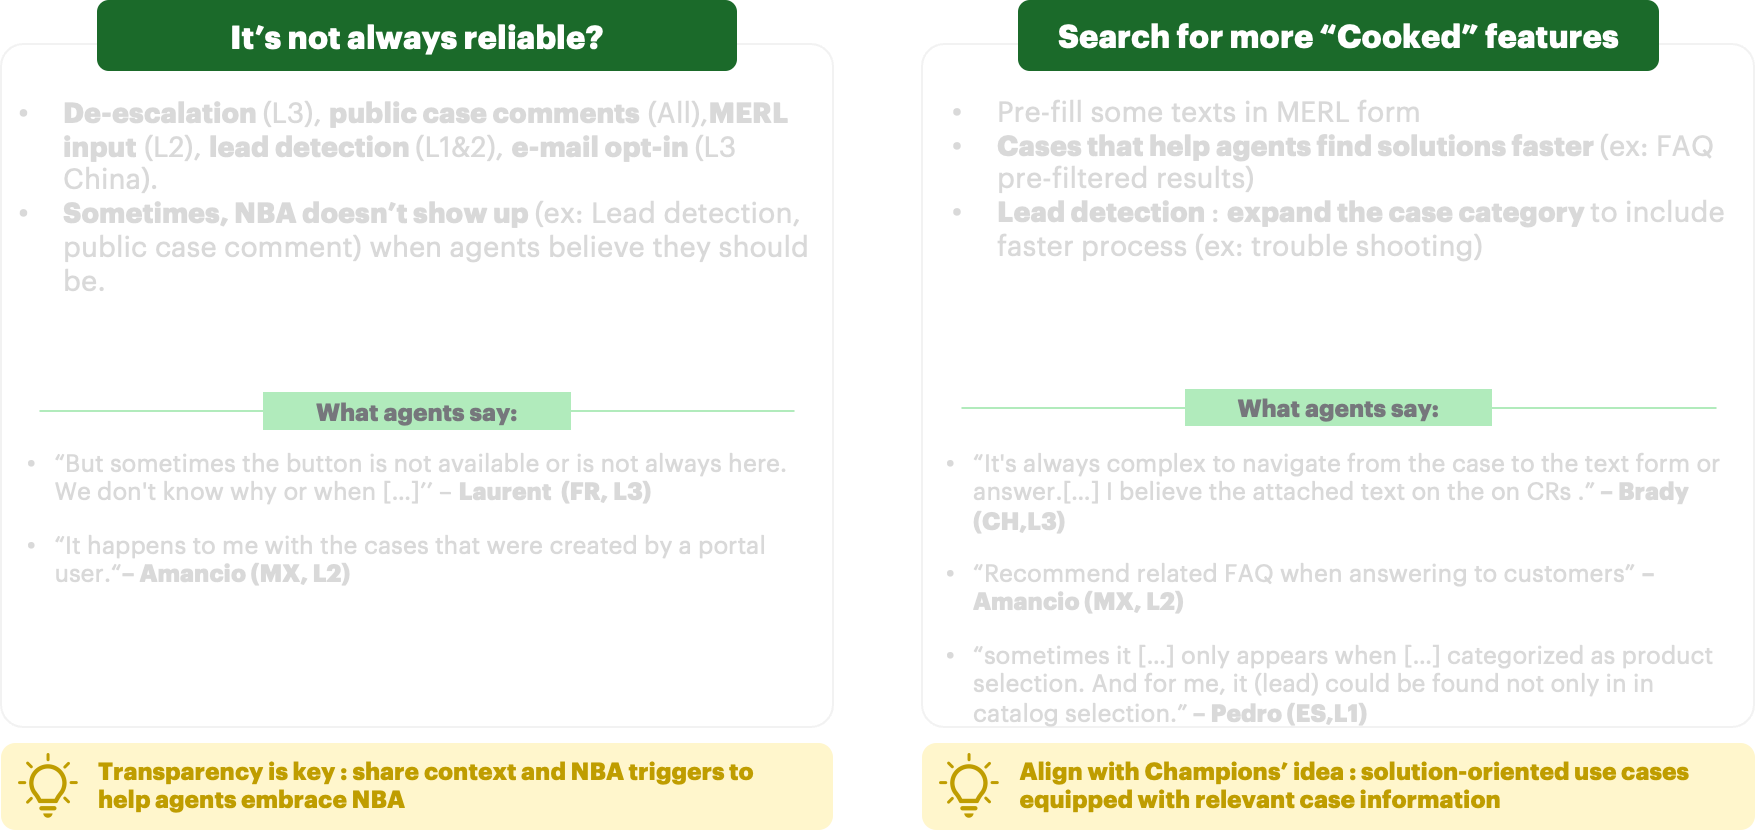 It’s not always reliable?
• De-escalation (L3), public case comments (All),MERL
input (L2), lead detection (L1&2), e-mail opt-in (L3
China).
• Sometimes, NBA doesn’t show up (ex: Lead detection,
public case comment) when agents believe they should
be.
What agents say:
• “But sometimes the button is not available or is not always here.
We don't know why or when [...]’’ – Laurent (FR, L3)
• “It happens to me with the cases that were created by a portal
user.“– Amancio (MX, L2)
Transparency is key : share context and NBA triggers to
help agents embrace NBA
Search for more “Cooked” features
• Pre-fill some texts in MERL form
• Cases that help agents find solutions faster (ex: FAQ
pre-filtered results)
• Lead detection : expand the case category to include
faster process (ex: trouble shooting)
What agents say:
• “It's always complex to navigate from the case to the text form or
answer.[...] I believe the attached text on the on CRs .” – Brady
(CH,L3)
• “Recommend related FAQ when answering to customers” –
Amancio (MX, L2)
• “sometimes it [...] only appears when [...] categorized as product
selection. And for me, it (lead) could be found not only in in
catalog selection.” – Pedro (ES,L1)
Align with Champions’ idea : solution-oriented use cases
equipped with relevant case information